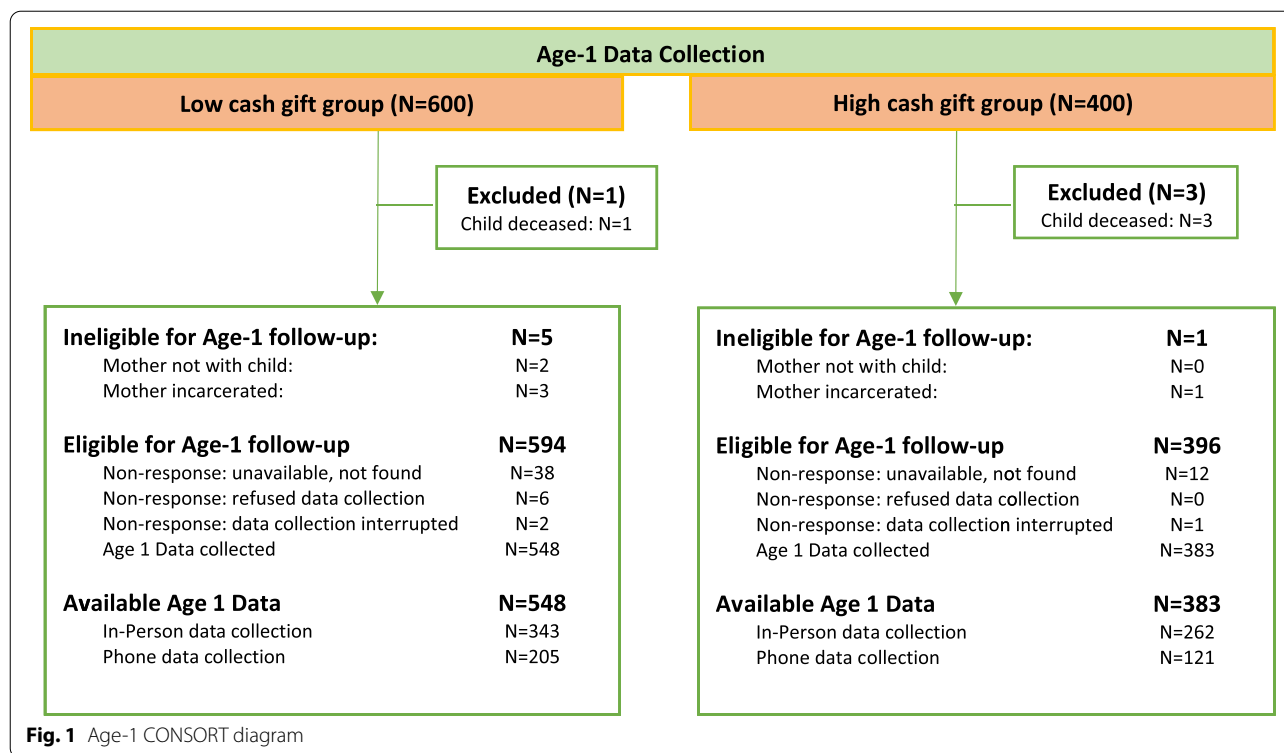 Age-1 Data Collection
Low cash gift group (N=600)
Excluded (N=1)
Child deceased: N=1
Ineligible for Age-1 follow-up: N=5
Mother not with child: N=2
Mother incarcerated: N=3
Eligible for Age-1 follow-up N=594
Non-response: unavailable, not found N=38
Non-response: refused data collection N=6
Non-response: data collection interrupted N=2
Age 1 Data collected N=548
Available Age 1 Data N=548
In-Person data collection N=343
Phone data collection N=205
High cash gift group (N=400)
Excluded (N=3)
Child deceased: N=3
Ineligible for Age-1 follow-up: N=1
Mother not with child: N=0
Mother incarcerated: N=1
Eligible for Age-1 follow-up N=396
Non-response: unavailable, not found N=12
Non-response: refused data collection N=0
Non-response: data collection interrupted N=1
Age 1 Data collected N=383
Available Age 1 Data N=383
In-Person data collection N=262
Phone data collection N=121
Fig. 1 Age-1 CONSORT diagram